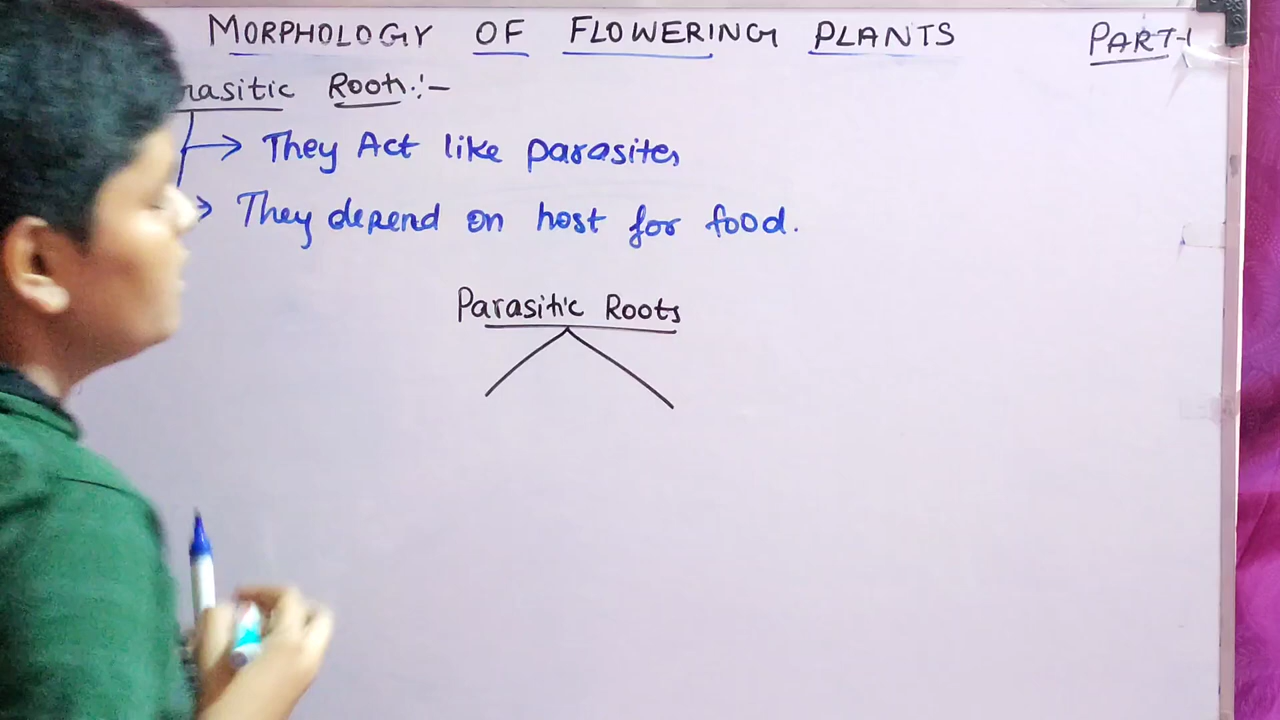 MORPHOLOGY OF FLOWERING PLANTS PART-1
rasitic Root :-
They Act like parasites
They depend on host for food.
Parasitic Roots